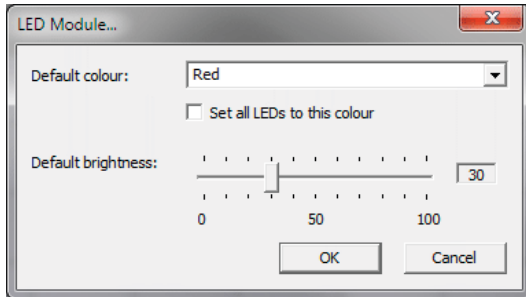 LED Module...
Default colour: Red
Set all LEDs to this colour
Default brightness: 30
0 50 100
OK Cancel